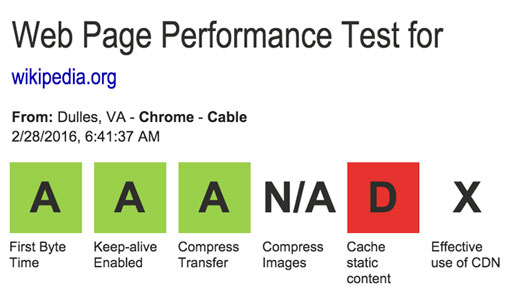 Web Page Performance Test for
wikipedia.org
From: Dulles, VA - Chrome - Cable
2/28/2016, 6:41:37 AM
A A A N/A D X
First Byte Time
Keep-alive Enabled
Compress Transfer
Compress Images
Cache static content
Effective use of CDN